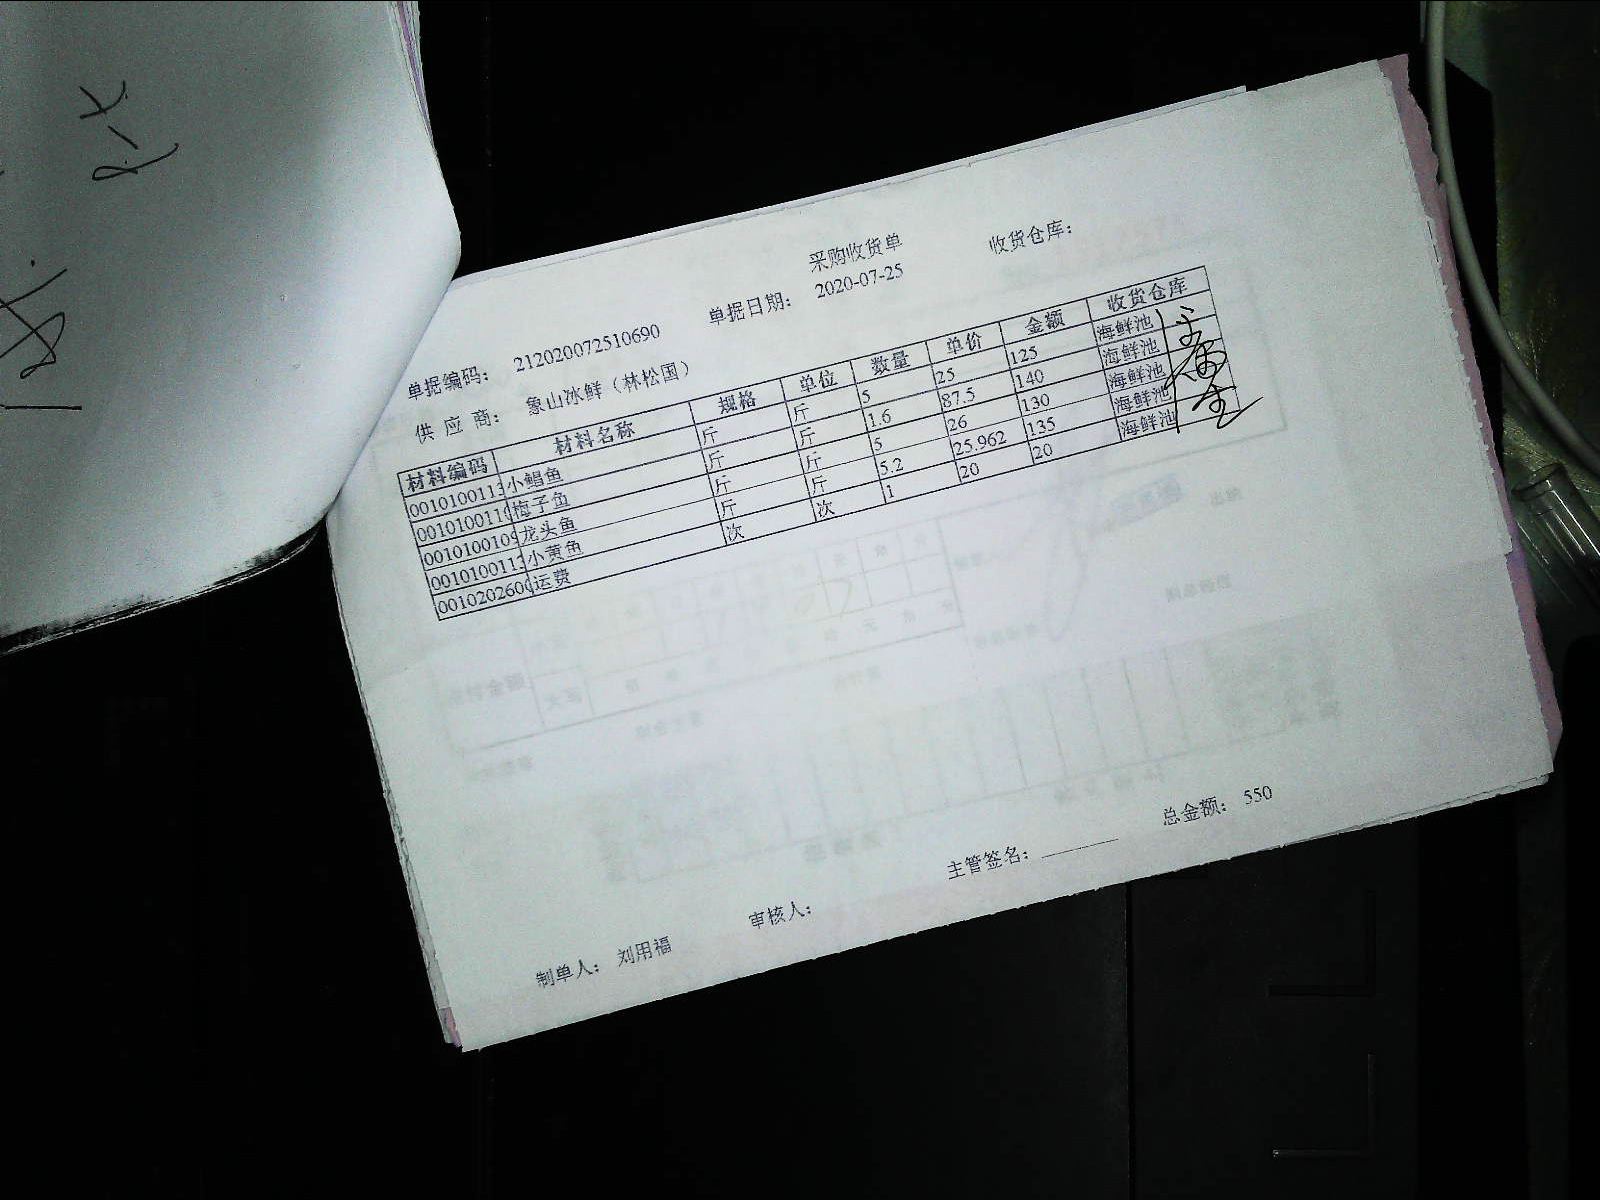 采购收货单
单据编码： 212020072510690 单据日期： 2020-07-25 收货仓库：
供 应 商： 象山冰鲜（林松国）
材料编码 材料名称 规格 单位 数量 单价 金额 收货仓库
00101001 小鲳鱼 斤 斤 5 25 125 海鲜池
00101001 梅子鱼 斤 斤 1.6 87.5 140 海鲜池
0010100109 龙头鱼 斤 斤 5 26 130 海鲜池
00101001 小黄鱼 斤 斤 5.2 25.962 135 海鲜池
001020260 运费 次 次 1 20 20 海鲜池
制单人： 刘用福 审核人： 主管签名： 总金额： 550